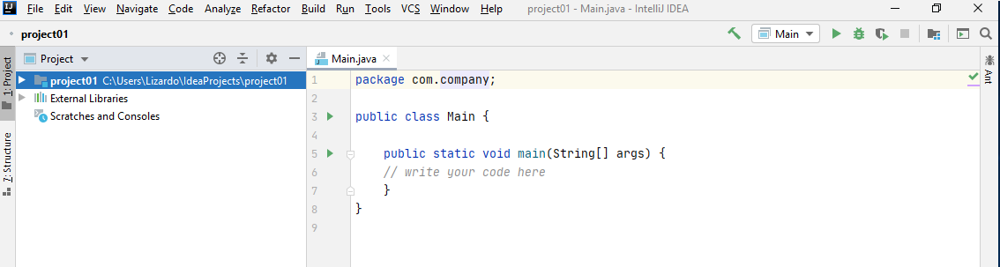 IJ File Edit View Navigate Code Analyze Refactor Build Run Tools VCS Window Help project01 - Main.java - IntelliJ IDEA
project01 Main
1: Project
7: Structure
Project
project01 C:\Users\Lizardo\IdeaProjects\project01
External Libraries
Scratches and Consoles
Main.java
1 package com.company;
2
3 public class Main {
4
5 public static void main(String[] args) {
6 // write your code here
7 }
8 }
9
Ant